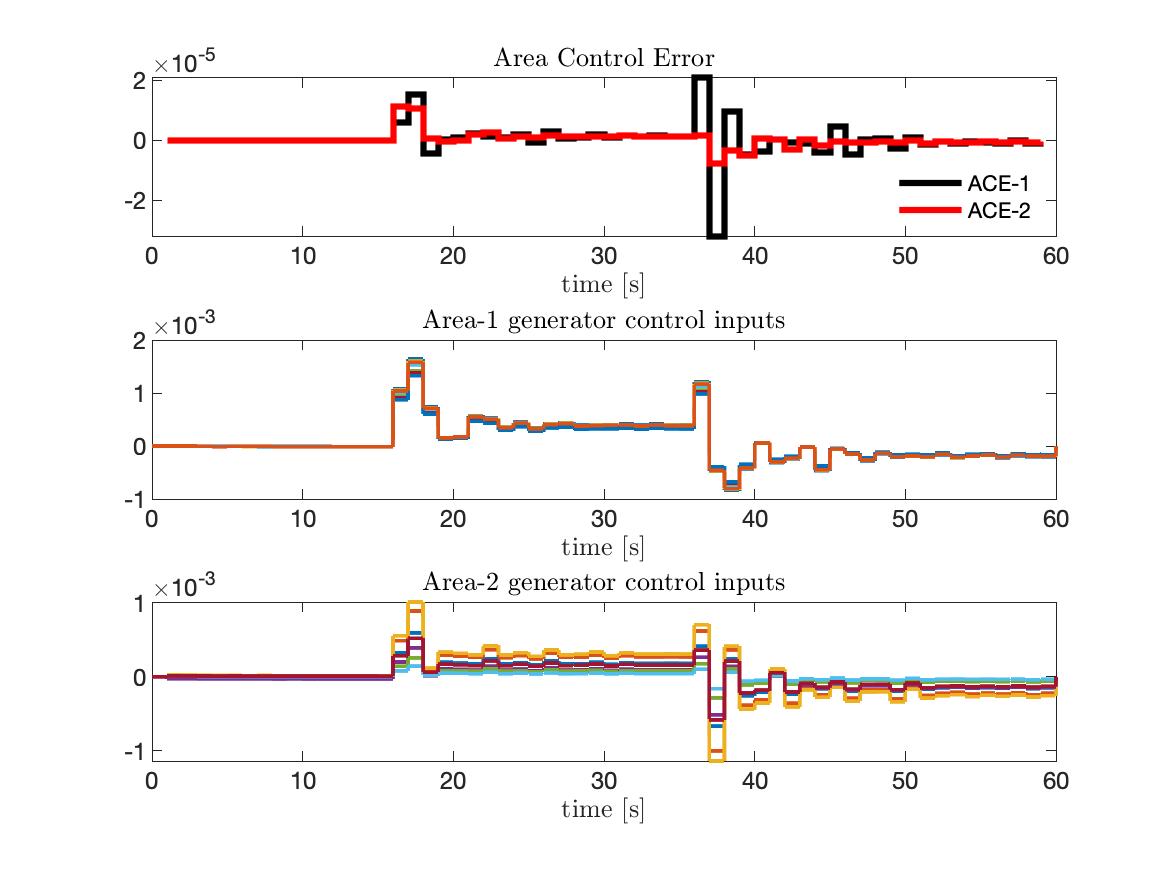 Area Control Error
×10-5
2
0
-2
ACE-1
ACE-2
0 10 20 30 40 50 60
time [s]
Area-1 generator control inputs
×10-3
2
1
0
-1
0 10 20 30 40 50 60
time [s]
Area-2 generator control inputs
×10-3
1
0
-1
0 10 20 30 40 50 60
time [s]